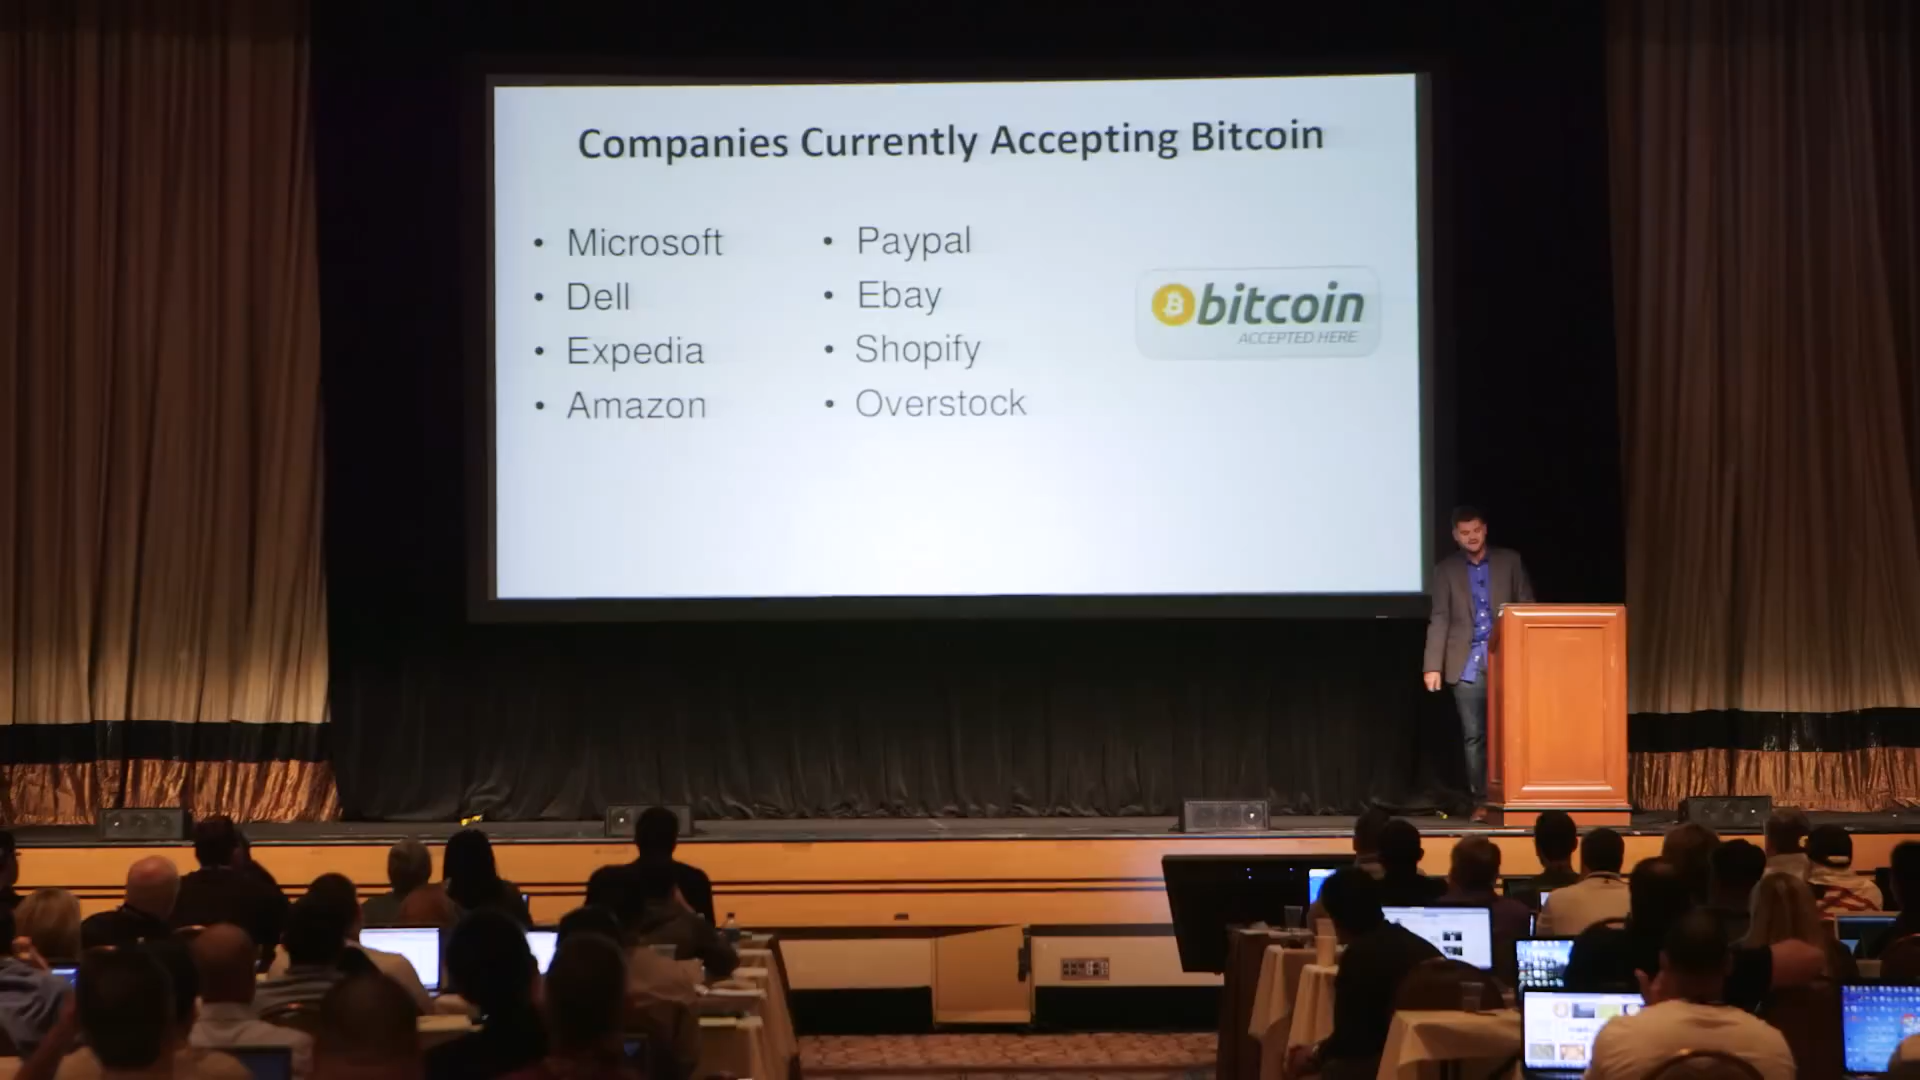 Companies Currently Accepting Bitcoin
• Microsoft
• Dell
• Expedia
• Amazon
• Paypal
• Ebay
• Shopify
• Overstock
bitcoin
ACCEPTED HERE